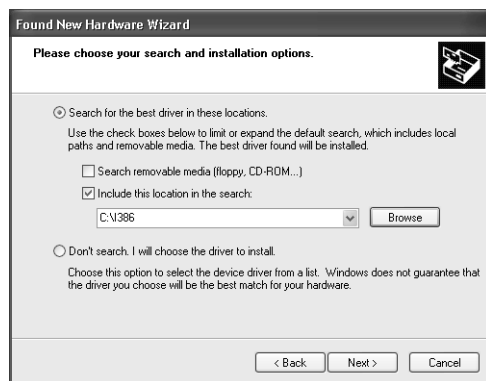 Found New Hardware Wizard
Please choose your search and installation options.
Search for the best driver in these locations.
Use the check boxes below to limit or expand the default search, which includes local
paths and removable media. The best driver found will be installed.
Search removable media (floppy, CD-ROM...)
Include this location in the search:
C:\I386
Browse
Don't search. I will choose the driver to install.
Choose this option to select the device driver from a list. Windows does not guarantee that
the driver you choose will be the best match for your hardware.
< Back
Next >
Cancel